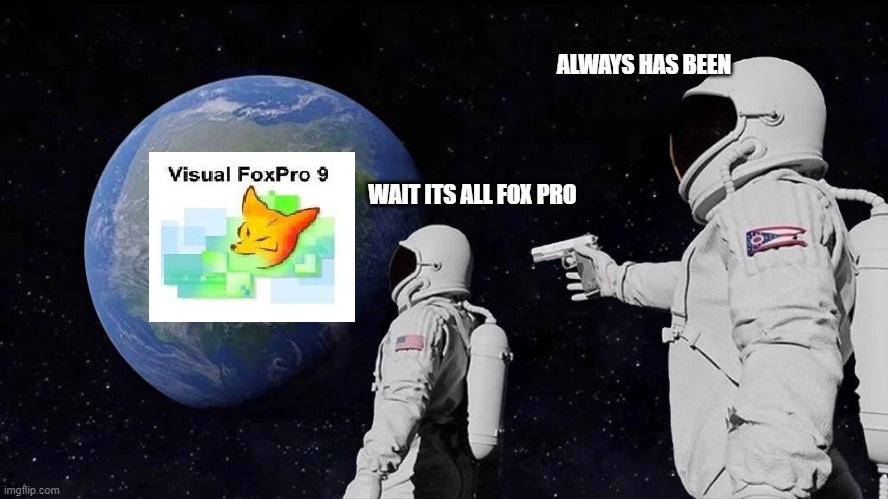 ALWAYS HAS BEEN
Visual FoxPro 9
WAIT ITS ALL FOX PRO
imgflip.com